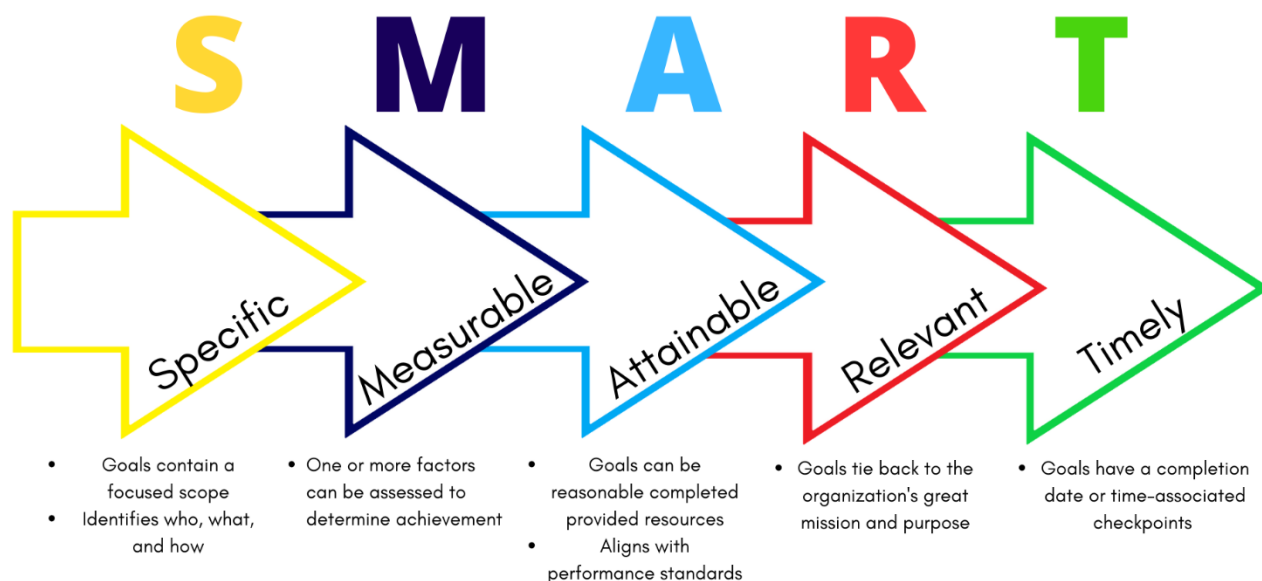 S M A R T
Specific
Measurable
Attainable
Relevant
Timely
• Goals contain a
focused scope
• Identifies who, what,
and how
• One or more factors
can be assessed to
determine achievement
• Goals can be
reasonable completed
provided resources
• Aligns with
performance standards
• Goals tie back to the
organization's great
mission and purpose
• Goals have a completion
date or time-associated
checkpoints